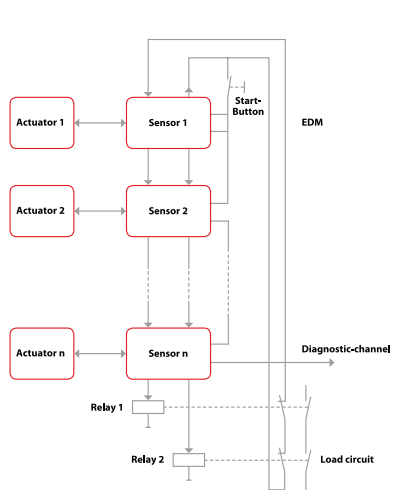 Actuator 1
Sensor 1
Start-
Button
EDM
Actuator 2
Sensor 2
Actuator n
Sensor n
Diagnostic-channel
Relay 1
Relay 2
Load circuit